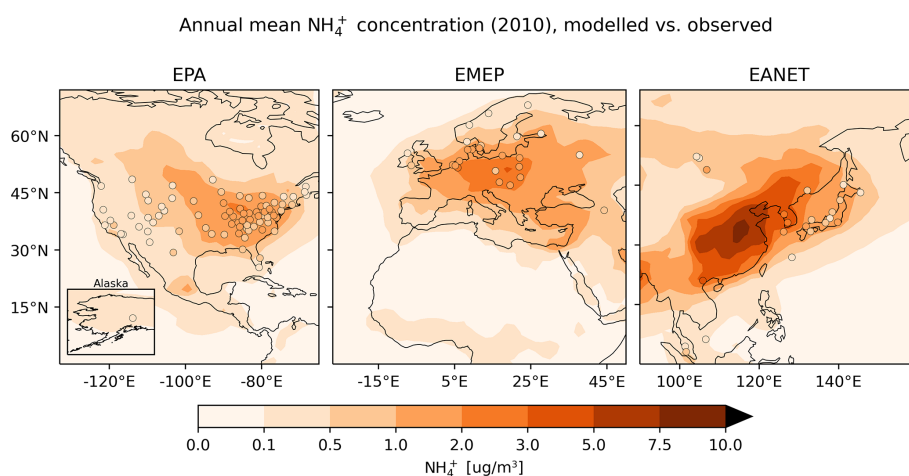 Annual mean NH₄⁺ concentration (2010), modelled vs. observed
EPA
EMEP
EANET
60°N
45°N
30°N
15°N
Alaska
-120°E -100°E -80°E
-15°E 5°E 25°E 45°E
100°E 120°E 140°E
0.0 0.1 0.5 1.0 2.0 3.0 5.0 7.5 10.0
NH₄⁺ [ug/m³]